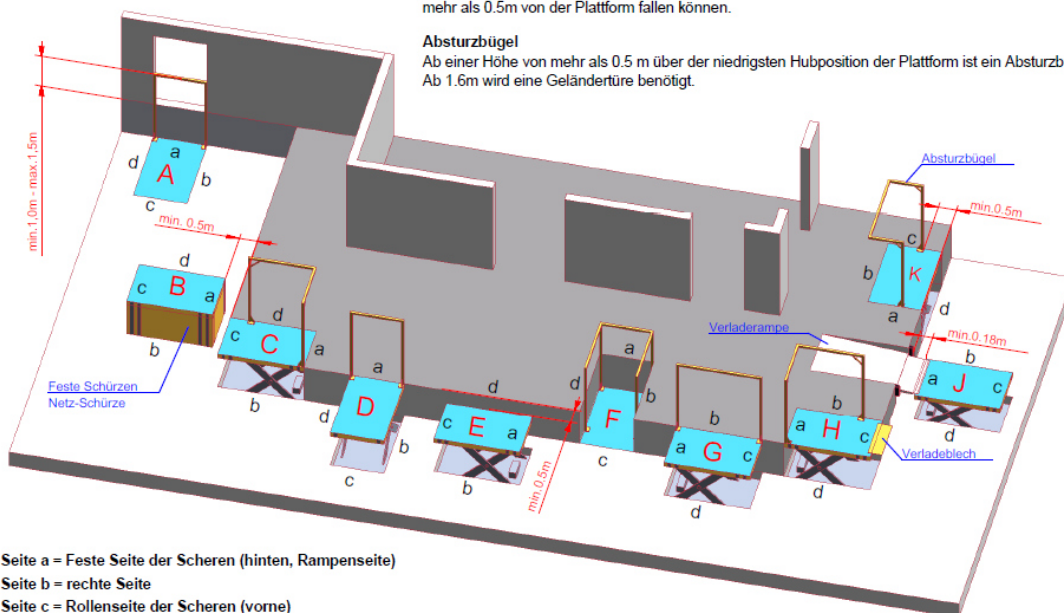 mehr als 0.5m von der Plattform fallen können.
Absturzbügel
Ab einer Höhe von mehr als 0.5 m über der niedrigsten Hubposition der Plattform ist ein Absturzb
Ab 1.6m wird eine Geländertüre benötigt.
min.1,0m - max.1,5m
d
a
A
b
c
min. 0.5m
d
c
B
a
b
Feste Schürzen
Netz-Schürze
d
c
C
a
b
a
d
D
b
c
d
c
E
a
b
d
min.0.5m
a
b
F
c
b
a
G
c
d
Verladerampe
b
a
H
c
d
Verladeblech
min.0.18m
b
a
J
c
d
Absturzbügel
min.0.5m
c
b
K
a
d
Seite a = Feste Seite der Scheren (hinten, Rampenseite)
Seite b = rechte Seite
Seite c = Rollenseite der Scheren (vorne)